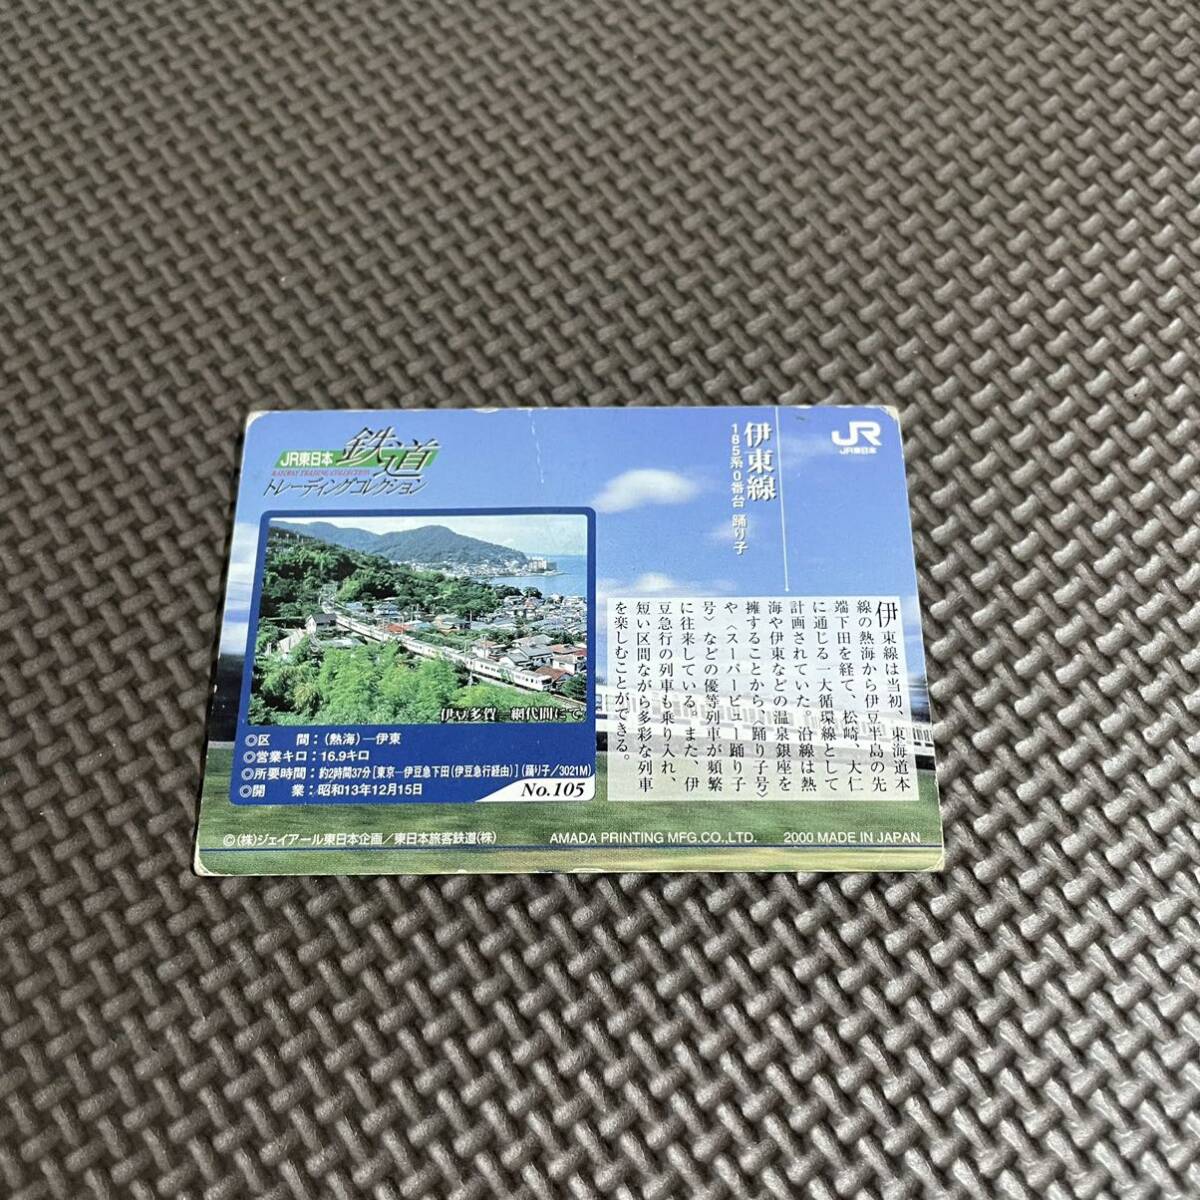 JR東日本
鉄道
RAILWAY TRADING COLLECTION
トレーディングコレクション
伊豆多賀―網代間にて
◎区　　間：(熱海)―伊東
◎営業キロ：16.9キロ
◎所要時間：約2時間37分[東京―伊豆急下田(伊豆急行経由)](踊り子/3021M)
◎開　　業：昭和13年12月15日
No.105
伊東線
185系0番台 踊り子
JR
JR東日本
伊東線は当初、東海道本
線の熱海から伊豆半島の先
端下田を経て、松崎、大仁
に通じる一大循環線として
計画されていた。沿線は熱
海や伊東などの温泉銀座を
擁することから、〈踊り子号〉
や〈スーパービュー踊り子
号〉などの優等列車が頻繁
に往来している。また、伊
豆急行の列車も乗り入れ、
短い区間ながら多彩な列車
を楽しむことができる。
©(株)ジェイアール東日本企画/東日本旅客鉄道(株)
AMADA PRINTING MFG.CO.,LTD.
2000 MADE IN JAPAN